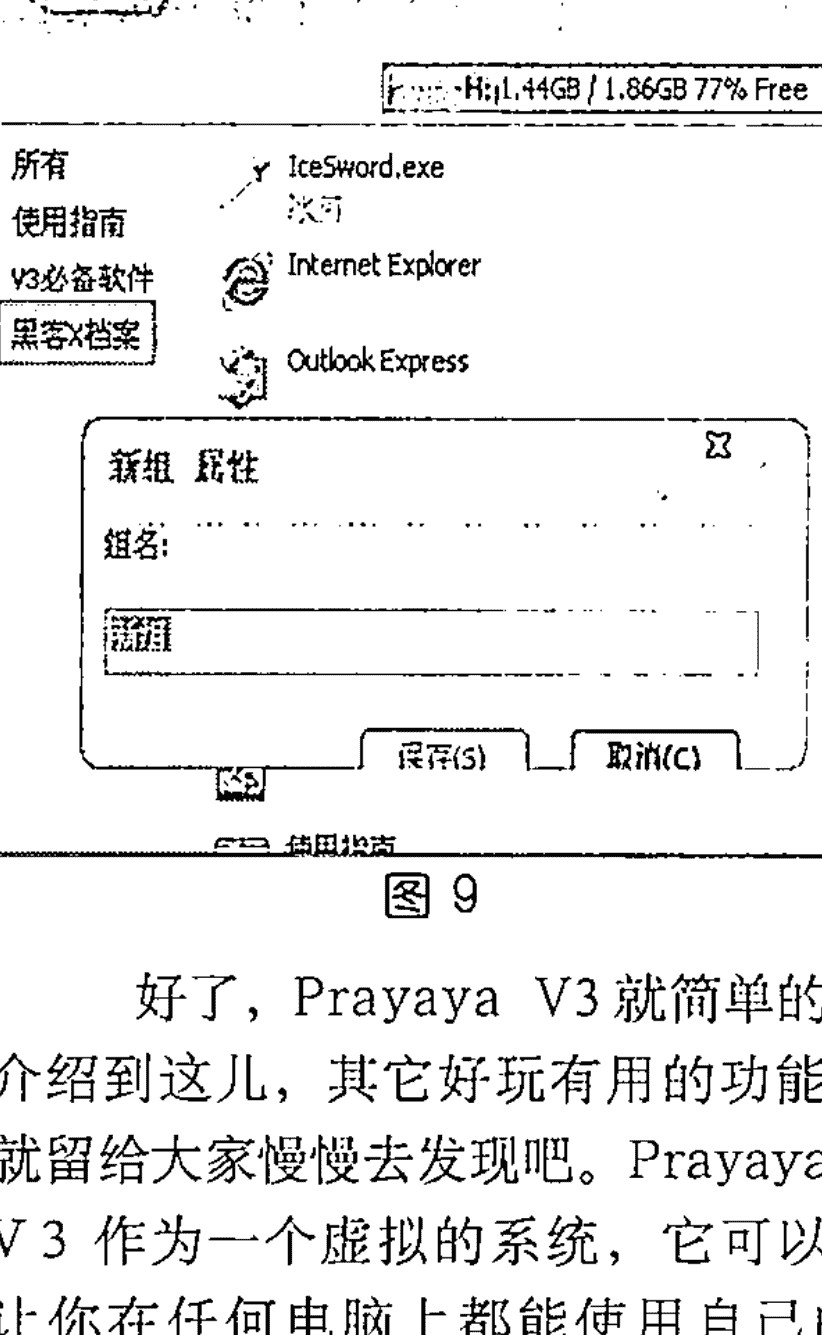 H: 1.44GB / 1.86GB 77% Free
所有
使用指南
V3必备软件
黑客X档案
IceSword.exe
冰河
Internet Explorer
Outlook Express
新组 属性
组名:
新组
保存(S)
取消(C)
使用指南
图 9
好了，Prayaya V3就简单的
介绍到这儿，其它好玩有用的功能
就留给大家慢慢去发现吧。Prayaya
V3 作为一个虚拟的系统，它可以
让你在任何电脑上都能使用自己